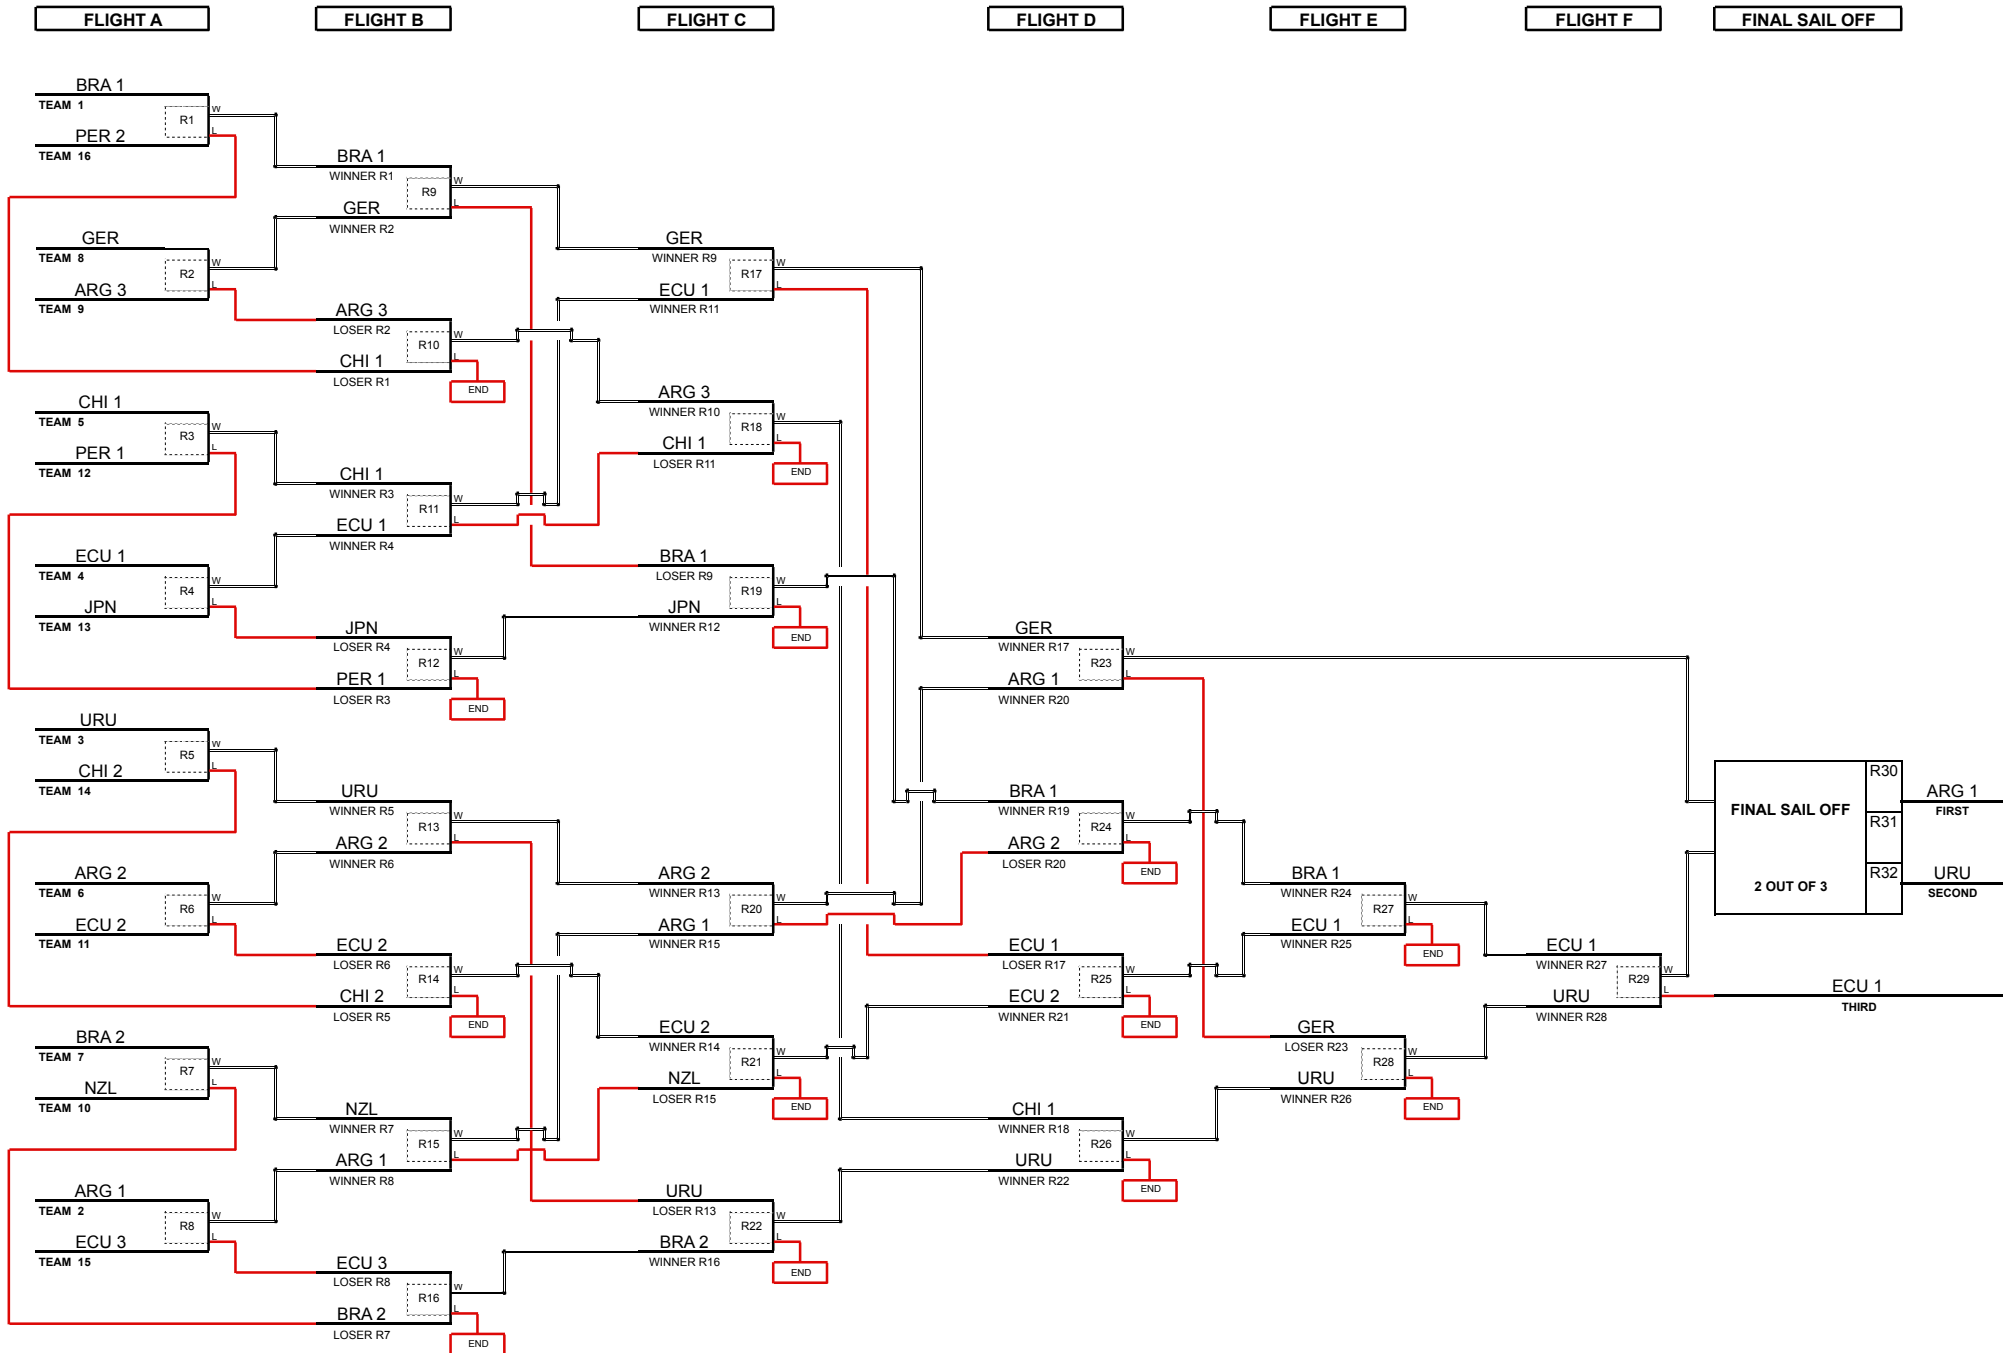 FLIGHT A
FLIGHT B
FLIGHT C
FLIGHT D
FLIGHT E
FLIGHT F
FINAL SAIL OFF
BRA 1
TEAM 1
R1
W
L
PER 2
TEAM 16
GER
TEAM 8
R2
W
L
ARG 3
TEAM 9
CHI 1
TEAM 5
R3
W
L
PER 1
TEAM 12
ECU 1
TEAM 4
R4
W
L
JPN
TEAM 13
URU
TEAM 3
R5
W
L
CHI 2
TEAM 14
ARG 2
TEAM 6
R6
W
L
ECU 2
TEAM 11
BRA 2
TEAM 7
R7
W
L
NZL
TEAM 10
ARG 1
TEAM 2
R8
W
L
ECU 3
TEAM 15
BRA 1
WINNER R1
R9
W
L
GER
WINNER R2
ARG 3
LOSER R2
R10
W
L
CHI 1
LOSER R1
END
CHI 1
WINNER R3
R11
W
L
ECU 1
WINNER R4
JPN
LOSER R4
R12
W
L
PER 1
LOSER R3
END
URU
WINNER R5
R13
W
L
ARG 2
WINNER R6
ECU 2
LOSER R6
R14
W
L
CHI 2
LOSER R5
END
NZL
WINNER R7
R15
W
L
ARG 1
WINNER R8
ECU 3
LOSER R8
R16
W
L
BRA 2
LOSER R7
END
GER
WINNER R9
R17
W
L
ECU 1
WINNER R11
ARG 3
WINNER R10
R18
W
L
CHI 1
LOSER R11
END
BRA 1
LOSER R9
R19
W
L
JPN
WINNER R12
END
ARG 2
WINNER R13
R20
W
L
ARG 1
WINNER R15
ECU 2
WINNER R14
R21
W
L
NZL
LOSER R15
END
URU
LOSER R13
R22
W
L
BRA 2
WINNER R16
END
GER
WINNER R17
R23
W
L
ARG 1
WINNER R20
BRA 1
WINNER R19
R24
W
L
ARG 2
LOSER R20
END
ECU 1
LOSER R17
R25
W
L
ECU 2
WINNER R21
END
CHI 1
WINNER R18
R26
W
L
URU
WINNER R22
END
BRA 1
WINNER R24
R27
W
L
ECU 1
WINNER R25
END
GER
LOSER R23
R28
W
L
URU
WINNER R26
END
ECU 1
WINNER R27
R29
W
L
URU
WINNER R28
FINAL SAIL OFF
2 OUT OF 3
R30
R31
R32
ARG 1
FIRST
URU
SECOND
ECU 1
THIRD